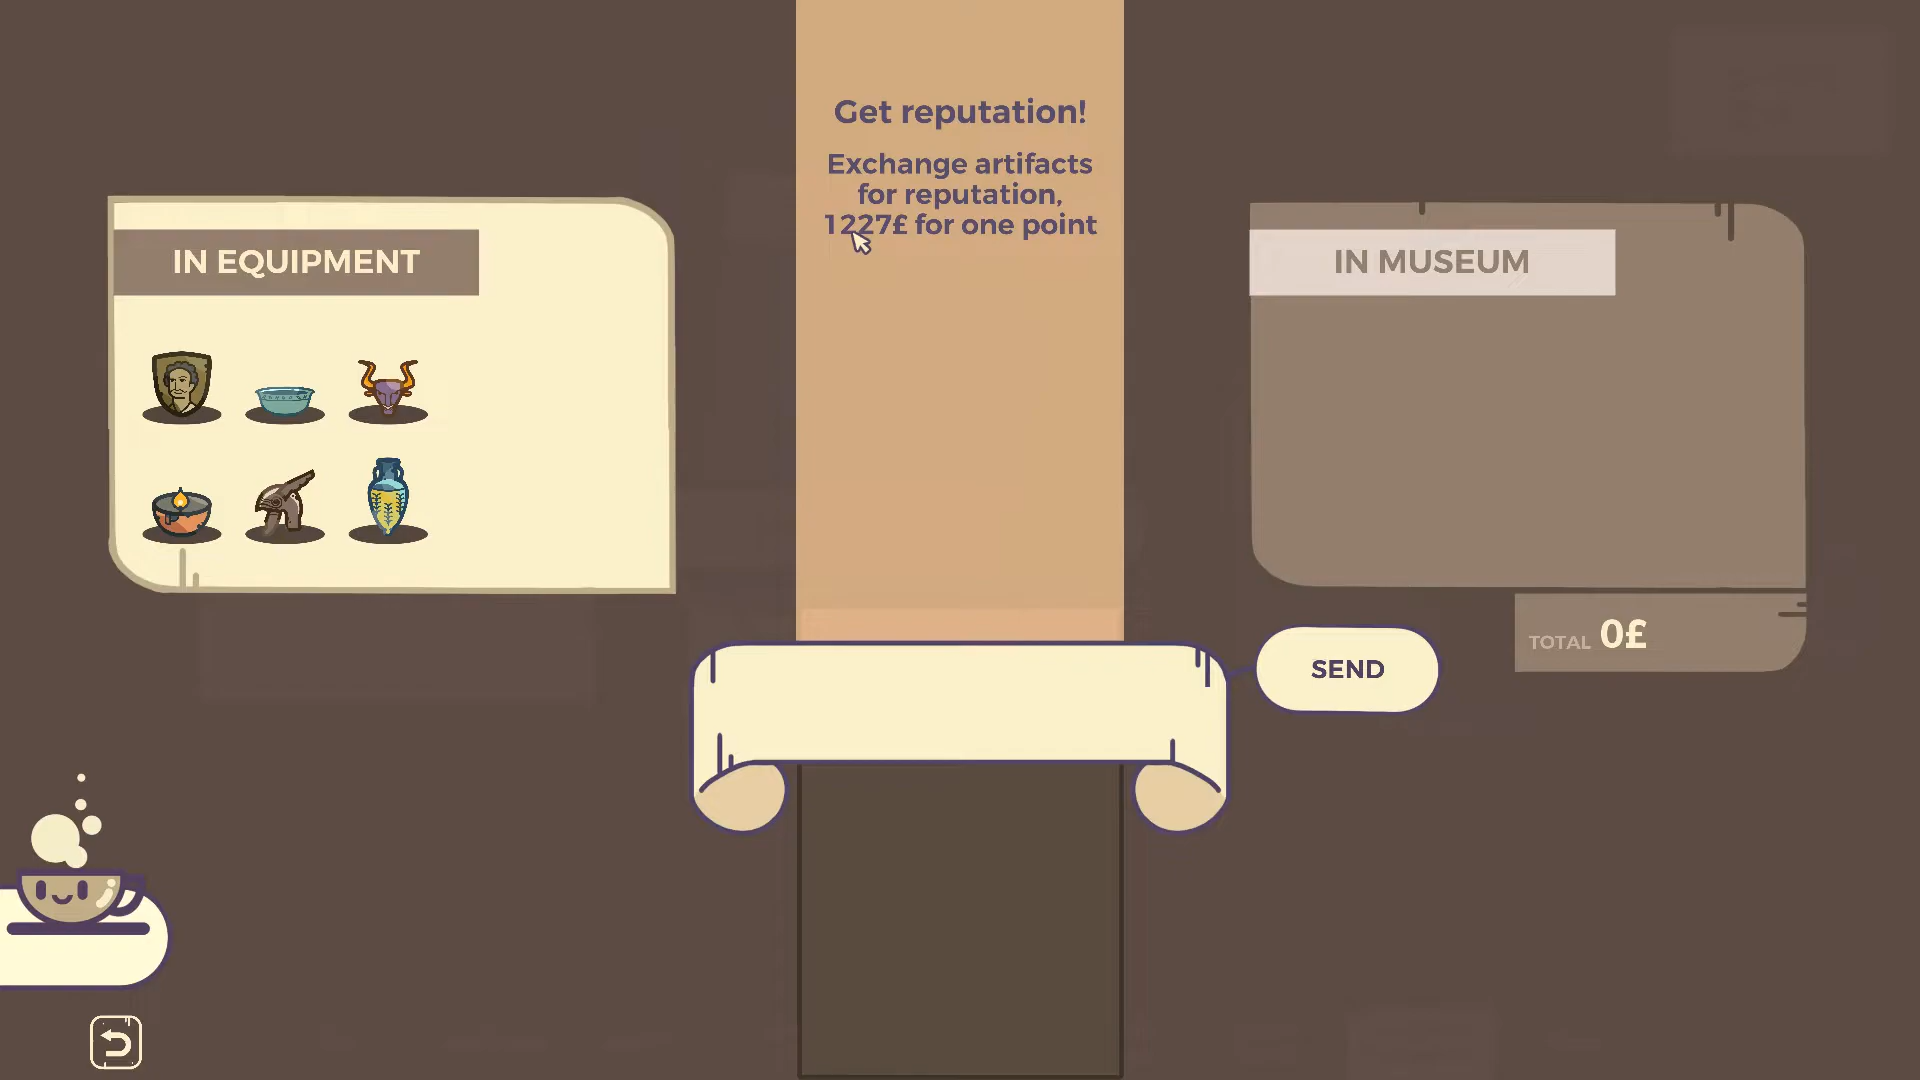 Get reputation!
Exchange artifacts
for reputation,
1227£ for one point
IN EQUIPMENT
IN MUSEUM
TOTAL 0£
SEND